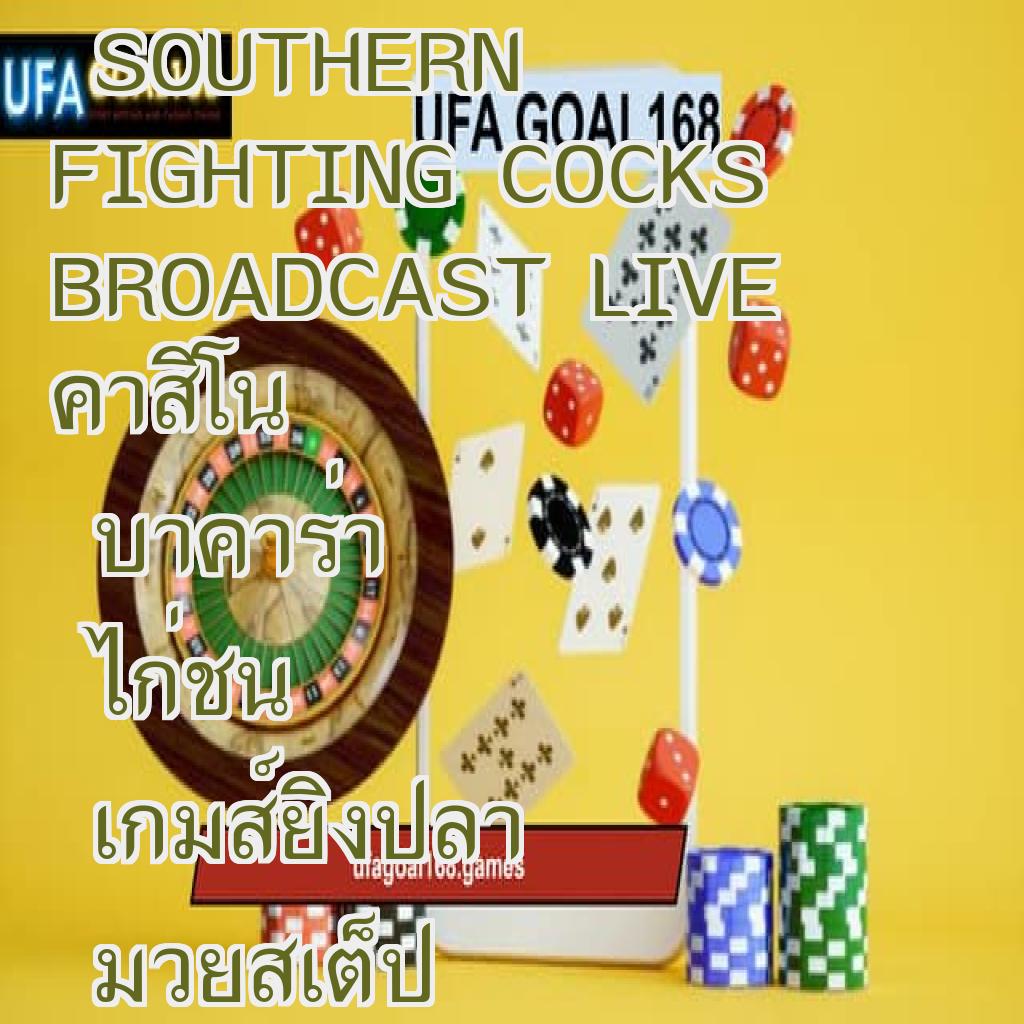 SOUTHERN
UFA
UFA GOAL 168
FIGHTING COCKS
BROADCAST LIVE
คาสิโน
บาคาร่า
ไก่ชน
เกมส์ยิงปลา
ufagoal168.games
มวยสเต็ป